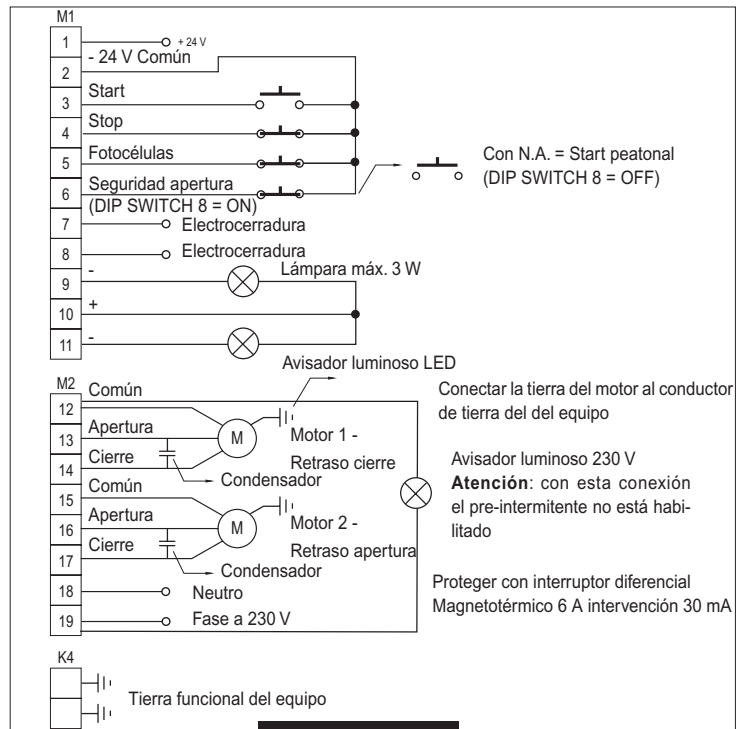 M1
1
+ 24 V
- 24 V Común
2
Start
3
Stop
4
Fotocélulas
5
Seguridad apertura
6
(DIP SWITCH 8 = ON)
Con N.A. = Start peatonal
(DIP SWITCH 8 = OFF)
7
Electrocerradura
8
Electrocerradura
-
9
Lámpara máx. 3 W
+
10
-
11
Avisador luminoso LED
M2
Común
12
Apertura
13
M
Motor 1 -
Cierre
Retraso cierre
14
Condensador
Común
15
Apertura
16
M
Motor 2 -
Cierre
Retraso apertura
17
Condensador
18
Neutro
19
Fase a 230 V
Conectar la tierra del motor al conductor
de tierra del del equipo
Avisador luminoso 230 V
Atención: con esta conexión
el pre-intermitente no está habi-
litado
Proteger con interruptor diferencial
Magnetotérmico 6 A intervención 30 mA
K4
Tierra funcional del equipo